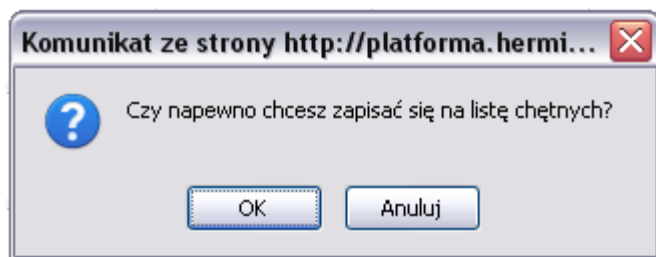 Komunikat ze strony http://platforma.hermi...
Czy napewno chcesz zapisać się na listę chętnych?
OK
Anuluj